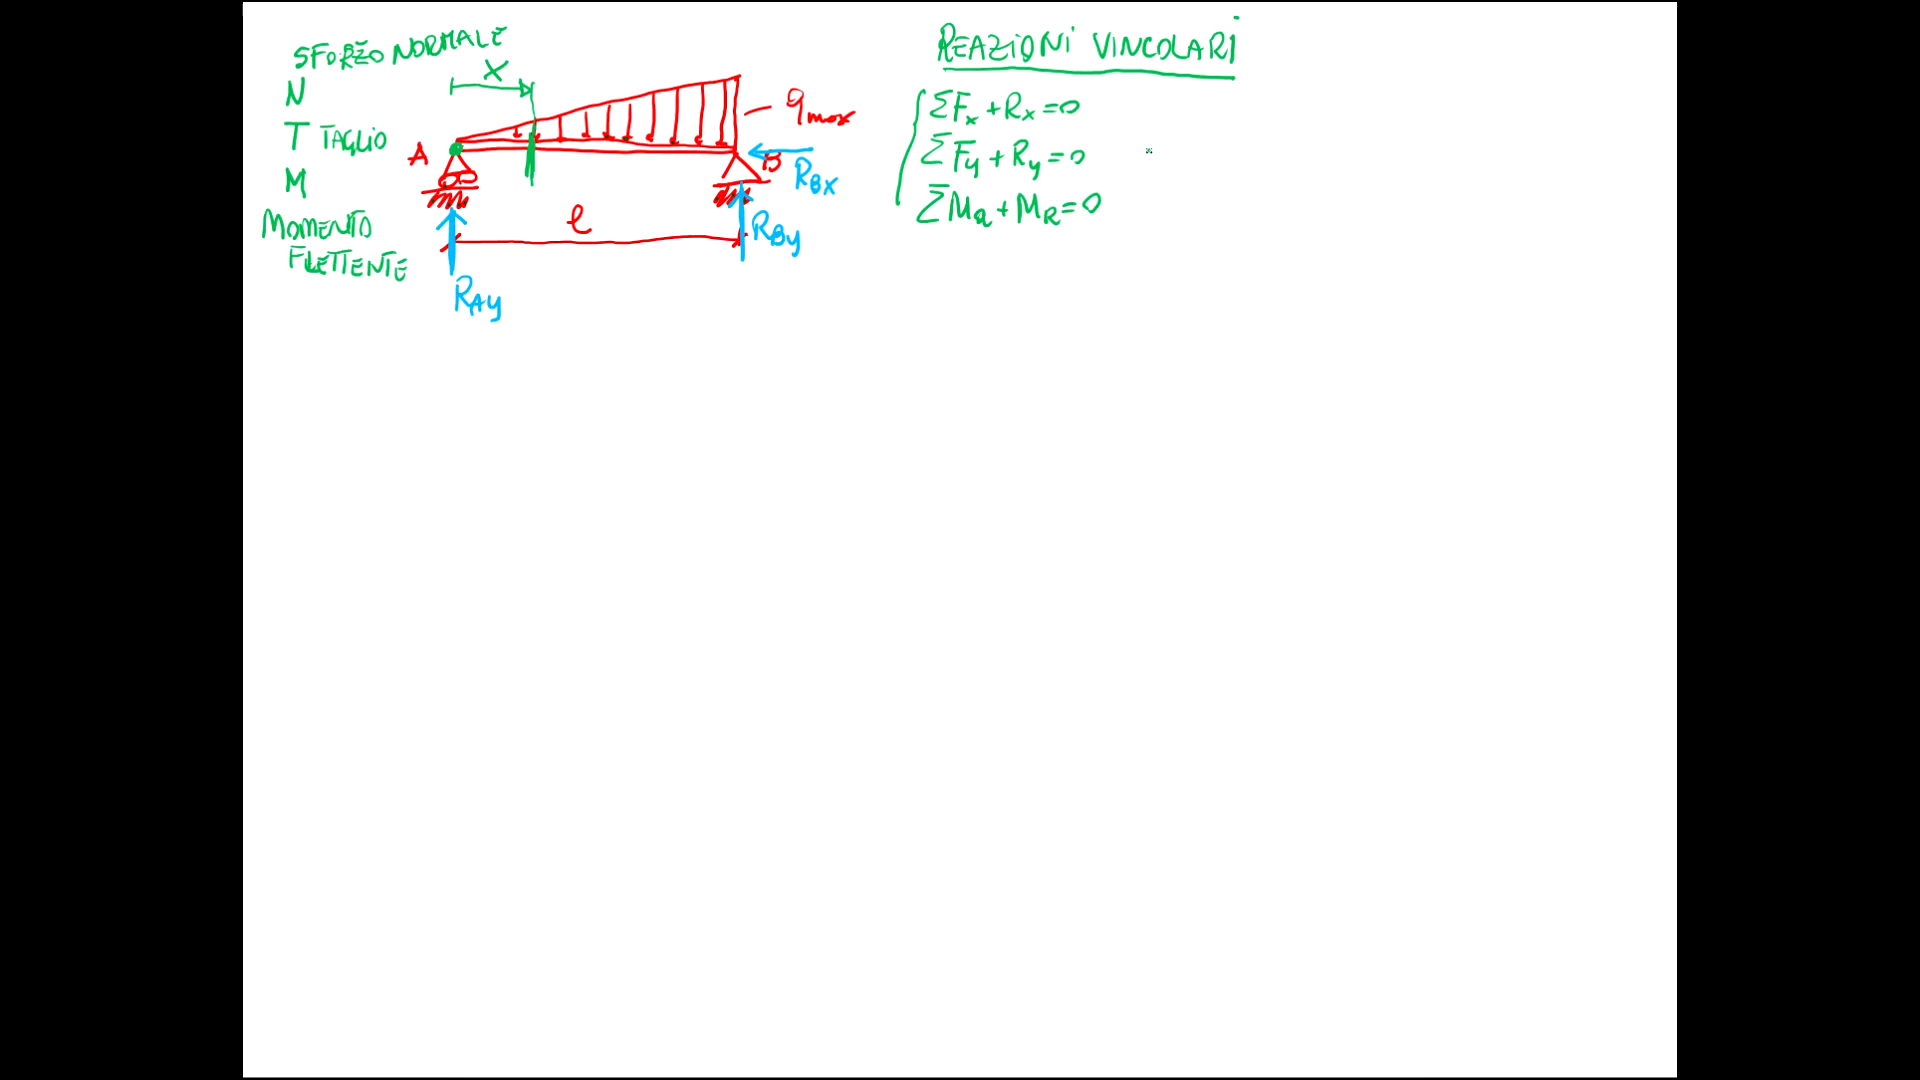 SFORZO NORMALE
N
T TAGLIO
M
MOMENTO
FLETTENTE
X
qmax
A
B
RBX
l
RBy
RAy
REAZIONI VINCOLARI
ΣFx + Rx = 0
ΣFy + Ry = 0
ΣMa + MR = 0